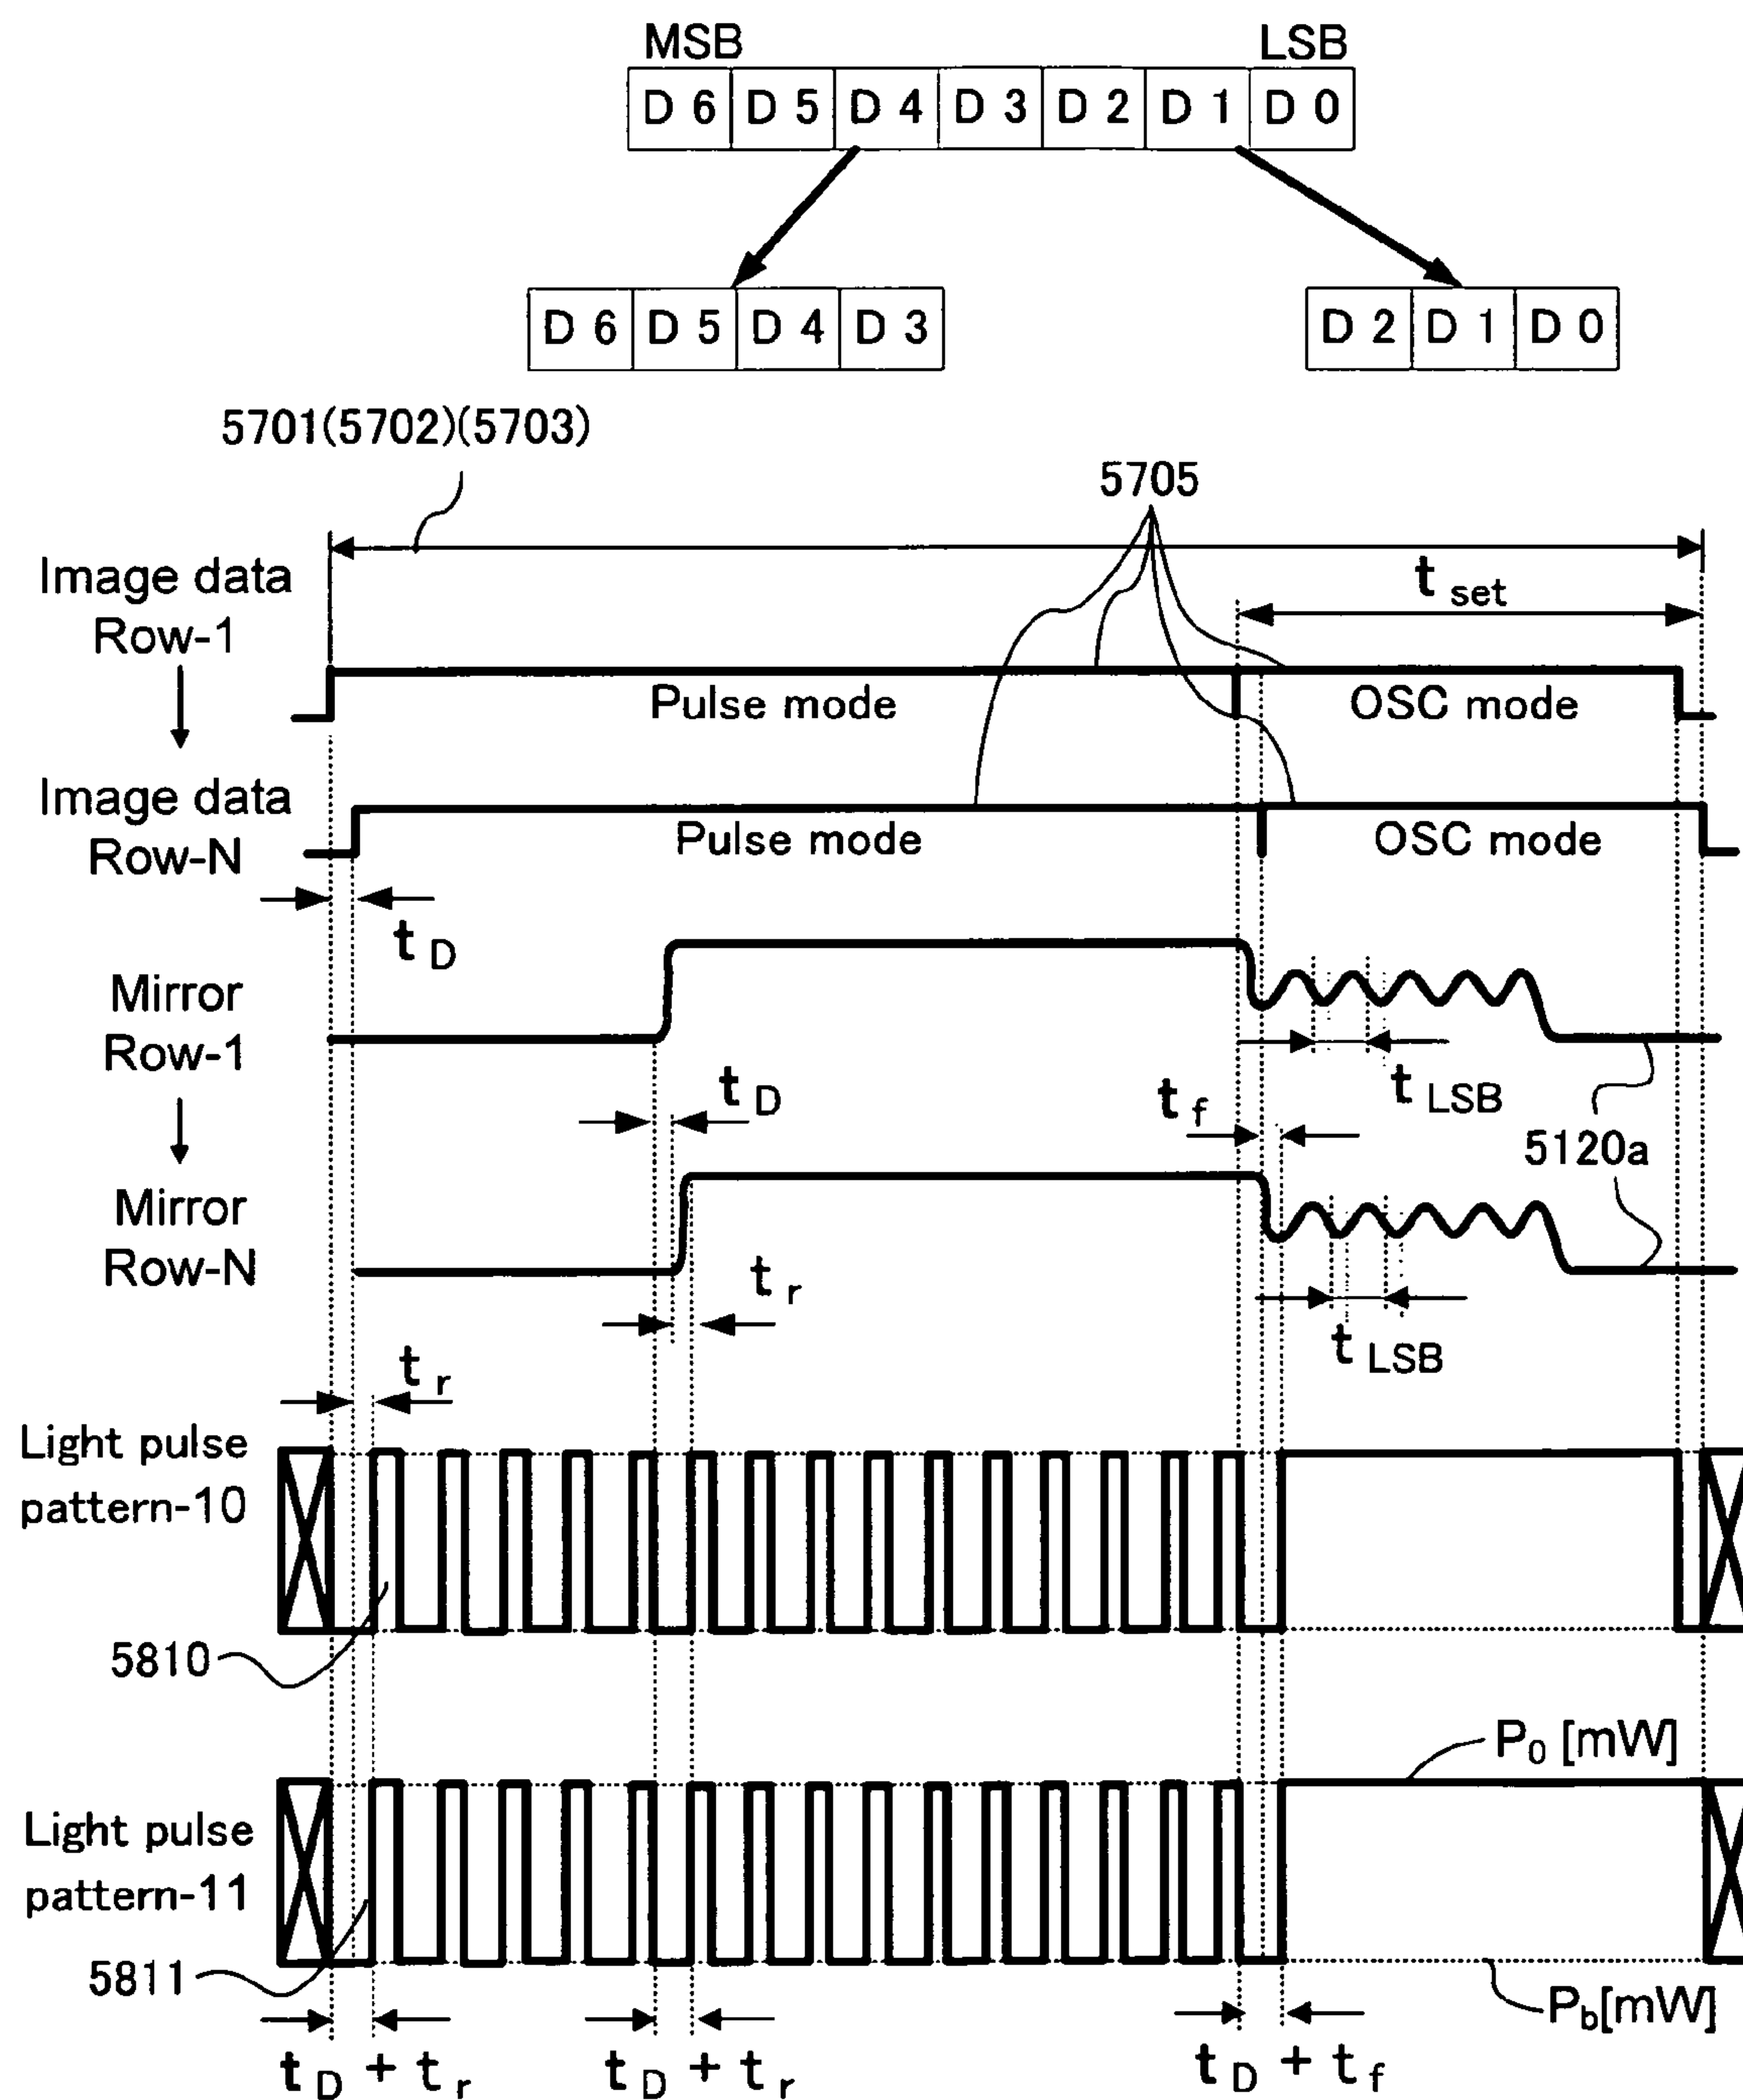 MSB LSB
D 6 D 5 D 4 D 3 D 2 D 1 D 0
D 6 D 5 D 4 D 3 D 2 D 1 D 0
5701(5702)(5703)
5705
Image data
Row-1
t set
Pulse mode OSC mode
Image data
Row-N
Pulse mode OSC mode
t D
Mirror
Row-1
t D
t f
t LSB
5120a
Mirror
Row-N
t r
t LSB
t r
Light pulse
pattern-10
5810
P0 [mW]
Light pulse
pattern-11
5811
Pb[mW]
t D + t r t D + t r t D + t f